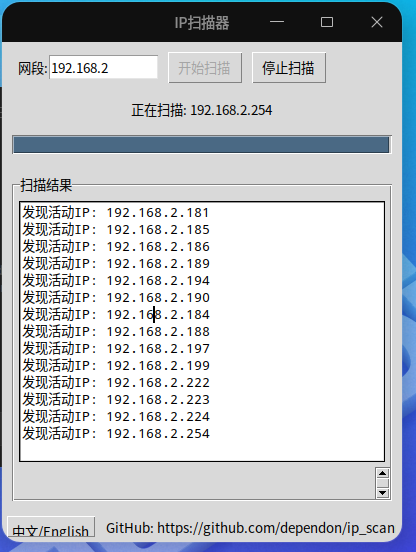 IP扫描器
网段: 192.168.2 开始扫描 停止扫描
正在扫描: 192.168.2.254
扫描结果
发现活动IP: 192.168.2.181
发现活动IP: 192.168.2.185
发现活动IP: 192.168.2.186
发现活动IP: 192.168.2.189
发现活动IP: 192.168.2.194
发现活动IP: 192.168.2.190
发现活动IP: 192.168.2.184
发现活动IP: 192.168.2.188
发现活动IP: 192.168.2.197
发现活动IP: 192.168.2.199
发现活动IP: 192.168.2.222
发现活动IP: 192.168.2.223
发现活动IP: 192.168.2.224
发现活动IP: 192.168.2.254
中文/English GitHub: https://github.com/dependon/ip_scan